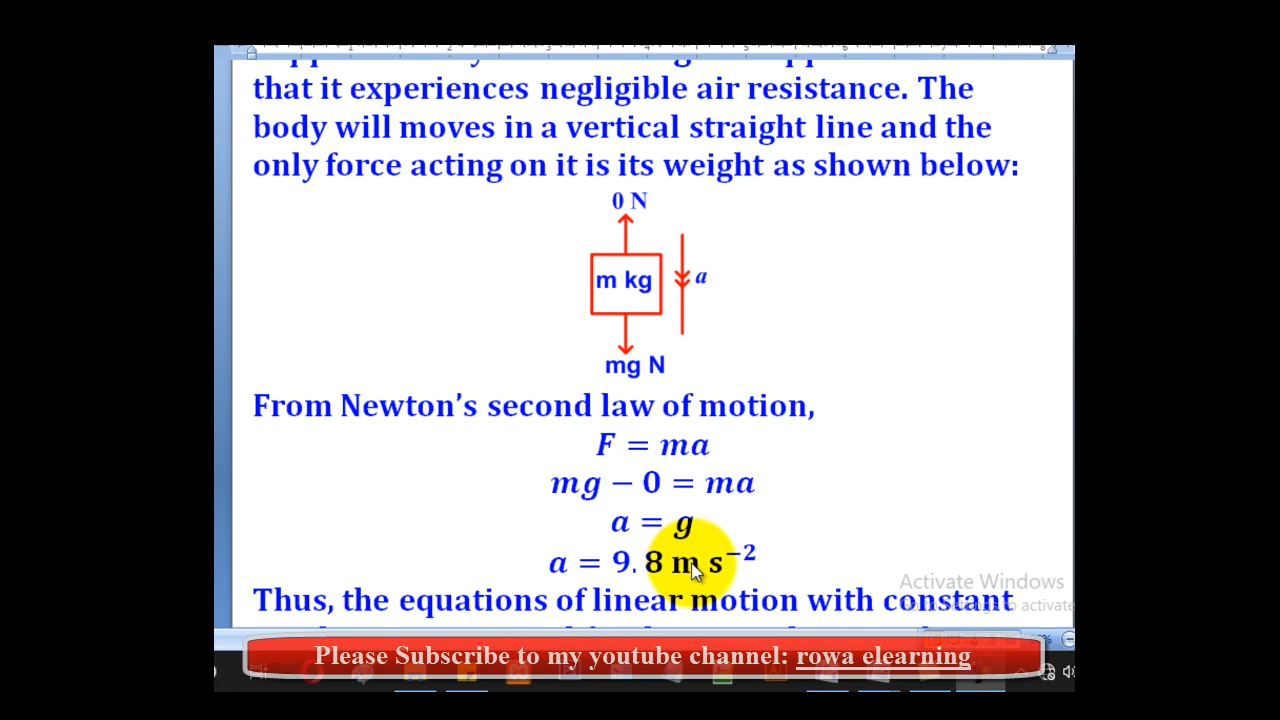 that it experiences negligible air resistance. The
body will moves in a vertical straight line and the
only force acting on it is its weight as shown below:
0 N
m kg
a
mg N
From Newton's second law of motion,
F = ma
mg − 0 = ma
a = g
a = 9.8 m s⁻²
Activate Windows
Thus, the equations of linear motion with constant
Please Subscribe to my youtube channel: rowa elearning